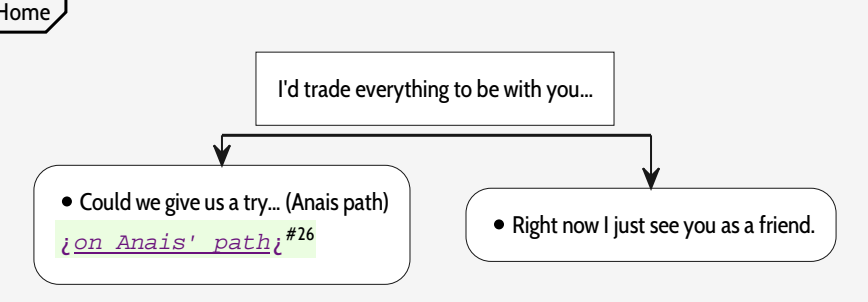 Home
I'd trade everything to be with you...
• Could we give us a try... (Anais path)
¿on Anais' path¿#26
• Right now I just see you as a friend.